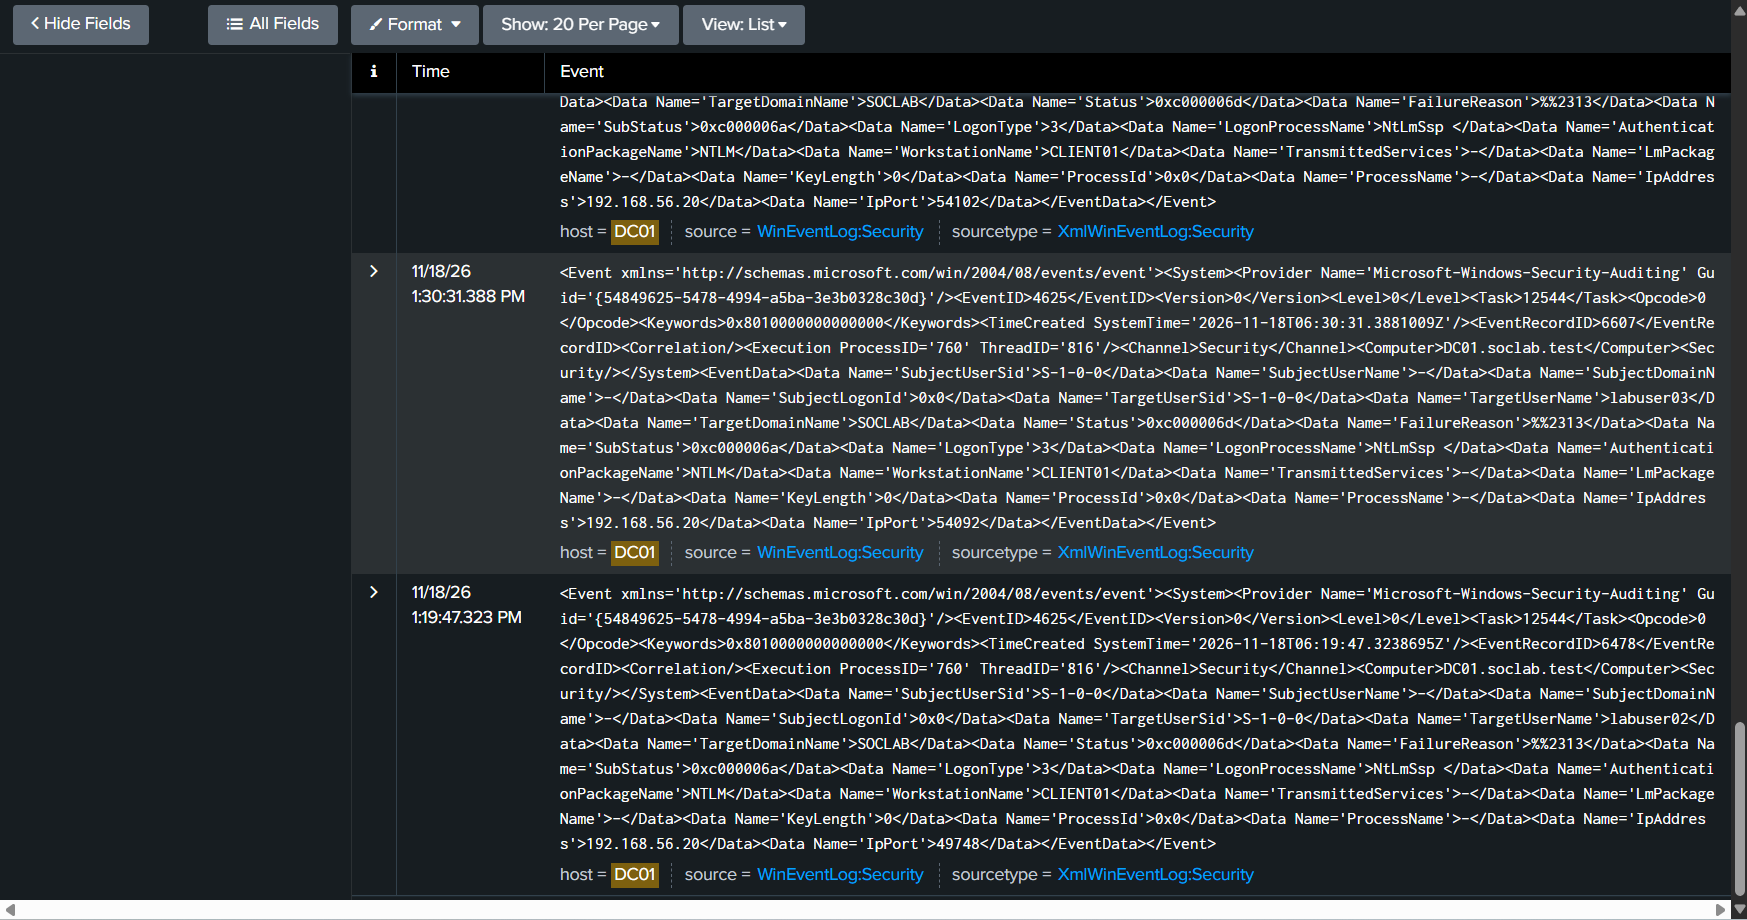 Hide Fields
All Fields
Format
Show: 20 Per Page
View: List
i
Time
Event
Data><Data Name='TargetDomainName'>SOCLAB</Data><Data Name='Status'>0xc000006d</Data><Data Name='FailureReason'>%%2313</Data><Data N
ame='SubStatus'>0xc000006a</Data><Data Name='LogonType'>3</Data><Data Name='LogonProcessName'>NtLmSsp </Data><Data Name='Authenticat
ionPackageName'>NTLM</Data><Data Name='WorkstationName'>CLIENT01</Data><Data Name='TransmittedServices'>-</Data><Data Name='LmPackag
eName'>-</Data><Data Name='KeyLength'>0</Data><Data Name='ProcessId'>0x0</Data><Data Name='ProcessName'>-</Data><Data Name='IpAddres
s'>192.168.56.20</Data><Data Name='IpPort'>54102</Data></EventData></Event>
host = DC01 source = WinEventLog:Security sourcetype = XmlWinEventLog:Security
11/18/26
1:30:31.388 PM
<Event xmlns='http://schemas.microsoft.com/win/2004/08/events/event'><System><Provider Name='Microsoft-Windows-Security-Auditing' Gu
id='{54849625-5478-4994-a5ba-3e3b0328c30d}'/><EventID>4625</EventID><Version>0</Version><Level>0</Level><Task>12544</Task><Opcode>0
</Opcode><Keywords>0x8010000000000000</Keywords><TimeCreated SystemTime='2026-11-18T06:30:31.3881009Z'/><EventRecordID>6607</EventRe
cordID><Correlation/><Execution ProcessID='760' ThreadID='816'/><Channel>Security</Channel><Computer>DC01.soclab.test</Computer><Sec
urity/></System><EventData><Data Name='SubjectUserSid'>S-1-0-0</Data><Data Name='SubjectUserName'>-</Data><Data Name='SubjectDomainN
ame'>-</Data><Data Name='SubjectLogonId'>0x0</Data><Data Name='TargetUserSid'>S-1-0-0</Data><Data Name='TargetUserName'>labuser03</D
ata><Data Name='TargetDomainName'>SOCLAB</Data><Data Name='Status'>0xc000006d</Data><Data Name='FailureReason'>%%2313</Data><Data Na
me='SubStatus'>0xc000006a</Data><Data Name='LogonType'>3</Data><Data Name='LogonProcessName'>NtLmSsp </Data><Data Name='Authenticati
onPackageName'>NTLM</Data><Data Name='WorkstationName'>CLIENT01</Data><Data Name='TransmittedServices'>-</Data><Data Name='LmPackage
Name'>-</Data><Data Name='KeyLength'>0</Data><Data Name='ProcessId'>0x0</Data><Data Name='ProcessName'>-</Data><Data Name='IpAddres
s'>192.168.56.20</Data><Data Name='IpPort'>54092</Data></EventData></Event>
host = DC01 source = WinEventLog:Security sourcetype = XmlWinEventLog:Security
11/18/26
1:19:47.323 PM
<Event xmlns='http://schemas.microsoft.com/win/2004/08/events/event'><System><Provider Name='Microsoft-Windows-Security-Auditing' Gu
id='{54849625-5478-4994-a5ba-3e3b0328c30d}'/><EventID>4625</EventID><Version>0</Version><Level>0</Level><Task>12544</Task><Opcode>0
</Opcode><Keywords>0x8010000000000000</Keywords><TimeCreated SystemTime='2026-11-18T06:19:47.3238695Z'/><EventRecordID>6478</EventRe
cordID><Correlation/><Execution ProcessID='760' ThreadID='816'/><Channel>Security</Channel><Computer>DC01.soclab.test</Computer><Sec
urity/></System><EventData><Data Name='SubjectUserSid'>S-1-0-0</Data><Data Name='SubjectUserName'>-</Data><Data Name='SubjectDomainN
ame'>-</Data><Data Name='SubjectLogonId'>0x0</Data><Data Name='TargetUserSid'>S-1-0-0</Data><Data Name='TargetUserName'>labuser02</D
ata><Data Name='TargetDomainName'>SOCLAB</Data><Data Name='Status'>0xc000006d</Data><Data Name='FailureReason'>%%2313</Data><Data Na
me='SubStatus'>0xc000006a</Data><Data Name='LogonType'>3</Data><Data Name='LogonProcessName'>NtLmSsp </Data><Data Name='Authenticati
onPackageName'>NTLM</Data><Data Name='WorkstationName'>CLIENT01</Data><Data Name='TransmittedServices'>-</Data><Data Name='LmPackage
Name'>-</Data><Data Name='KeyLength'>0</Data><Data Name='ProcessId'>0x0</Data><Data Name='ProcessName'>-</Data><Data Name='IpAddres
s'>192.168.56.20</Data><Data Name='IpPort'>49748</Data></EventData></Event>
host = DC01 source = WinEventLog:Security sourcetype = XmlWinEventLog:Security